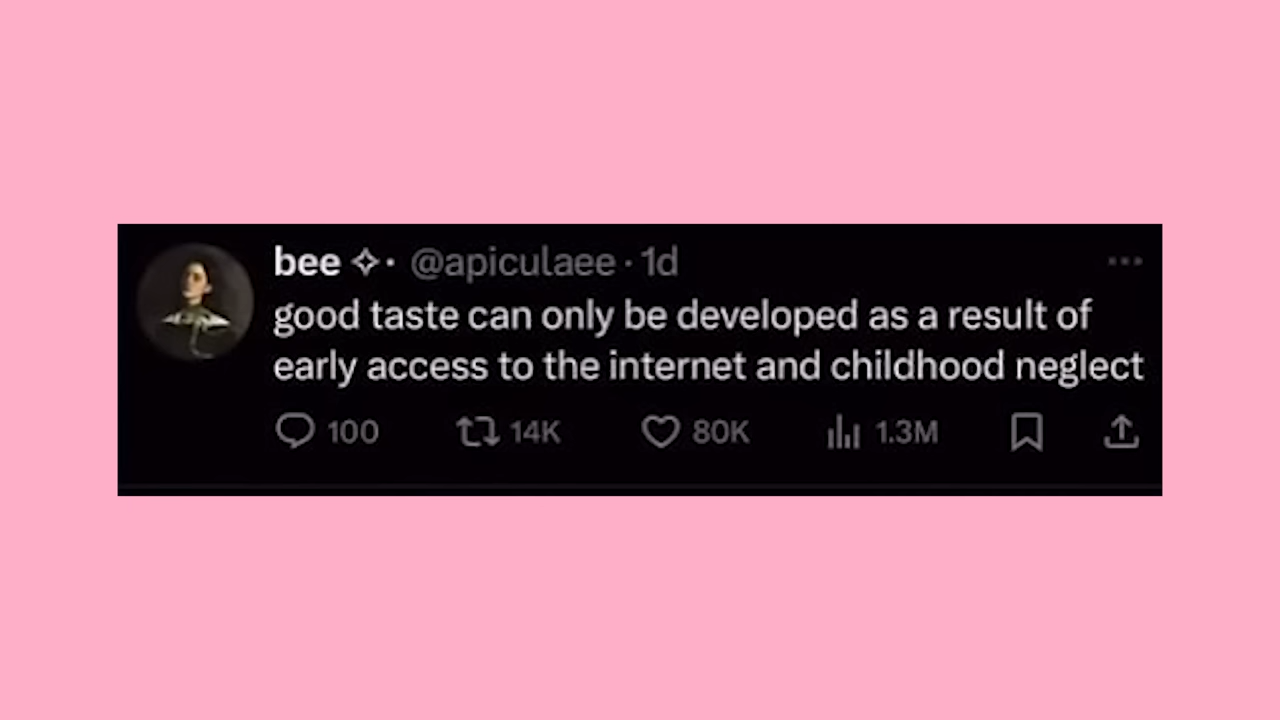 bee ✧· @apiculaee · 1d
good taste can only be developed as a result of
early access to the internet and childhood neglect
100 14K 80K 1.3M